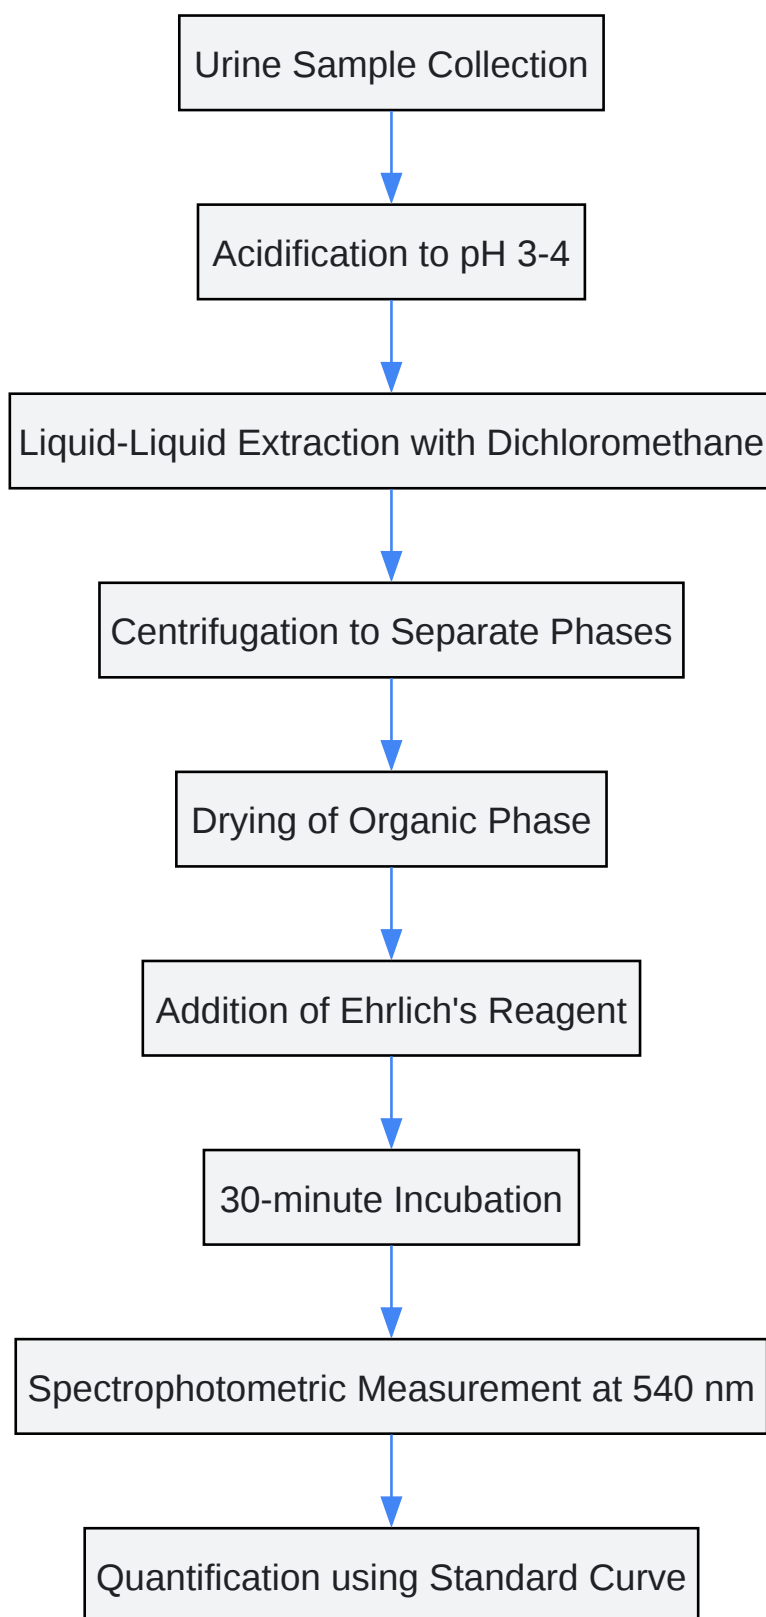 Urine Sample Collection
Acidification to pH 3-4
Liquid-Liquid Extraction with Dichloromethane
Centrifugation to Separate Phases
Drying of Organic Phase
Addition of Ehrlich's Reagent
30-minute Incubation
Spectrophotometric Measurement at 540 nm
Quantification using Standard Curve